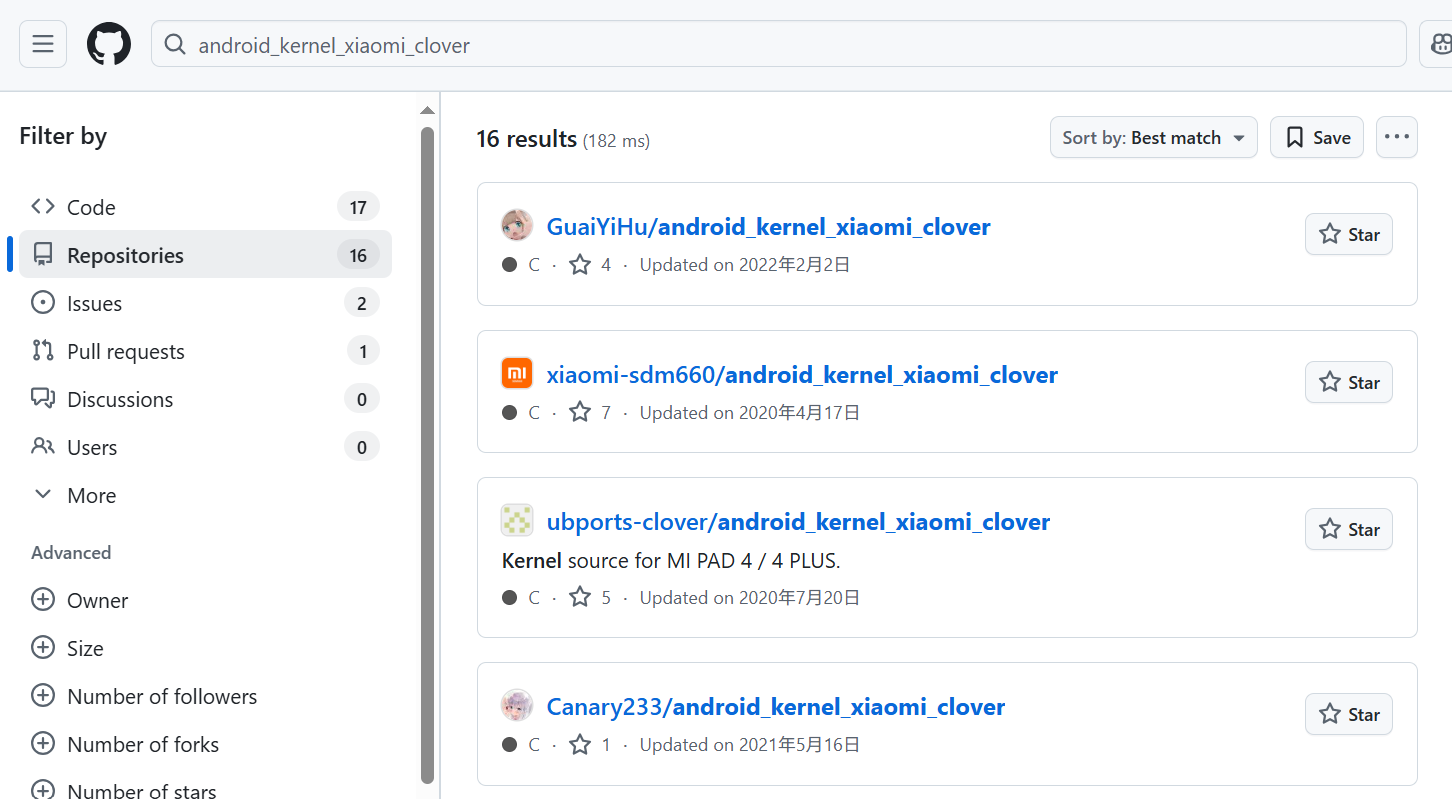 android_kernel_xiaomi_clover
Filter by
Code 17
Repositories 16
Issues 2
Pull requests 1
Discussions 0
Users 0
More
Advanced
Owner
Size
Number of followers
Number of forks
Number of stars
16 results (182 ms)
Sort by: Best match
Save
GuaiYiHu/android_kernel_xiaomi_clover
Star
C · 4 · Updated on 2022年2月2日
mi
xiaomi-sdm660/android_kernel_xiaomi_clover
Star
C · 7 · Updated on 2020年4月17日
ubports-clover/android_kernel_xiaomi_clover
Star
Kernel source for MI PAD 4 / 4 PLUS.
C · 5 · Updated on 2020年7月20日
Canary233/android_kernel_xiaomi_clover
Star
C · 1 · Updated on 2021年5月16日